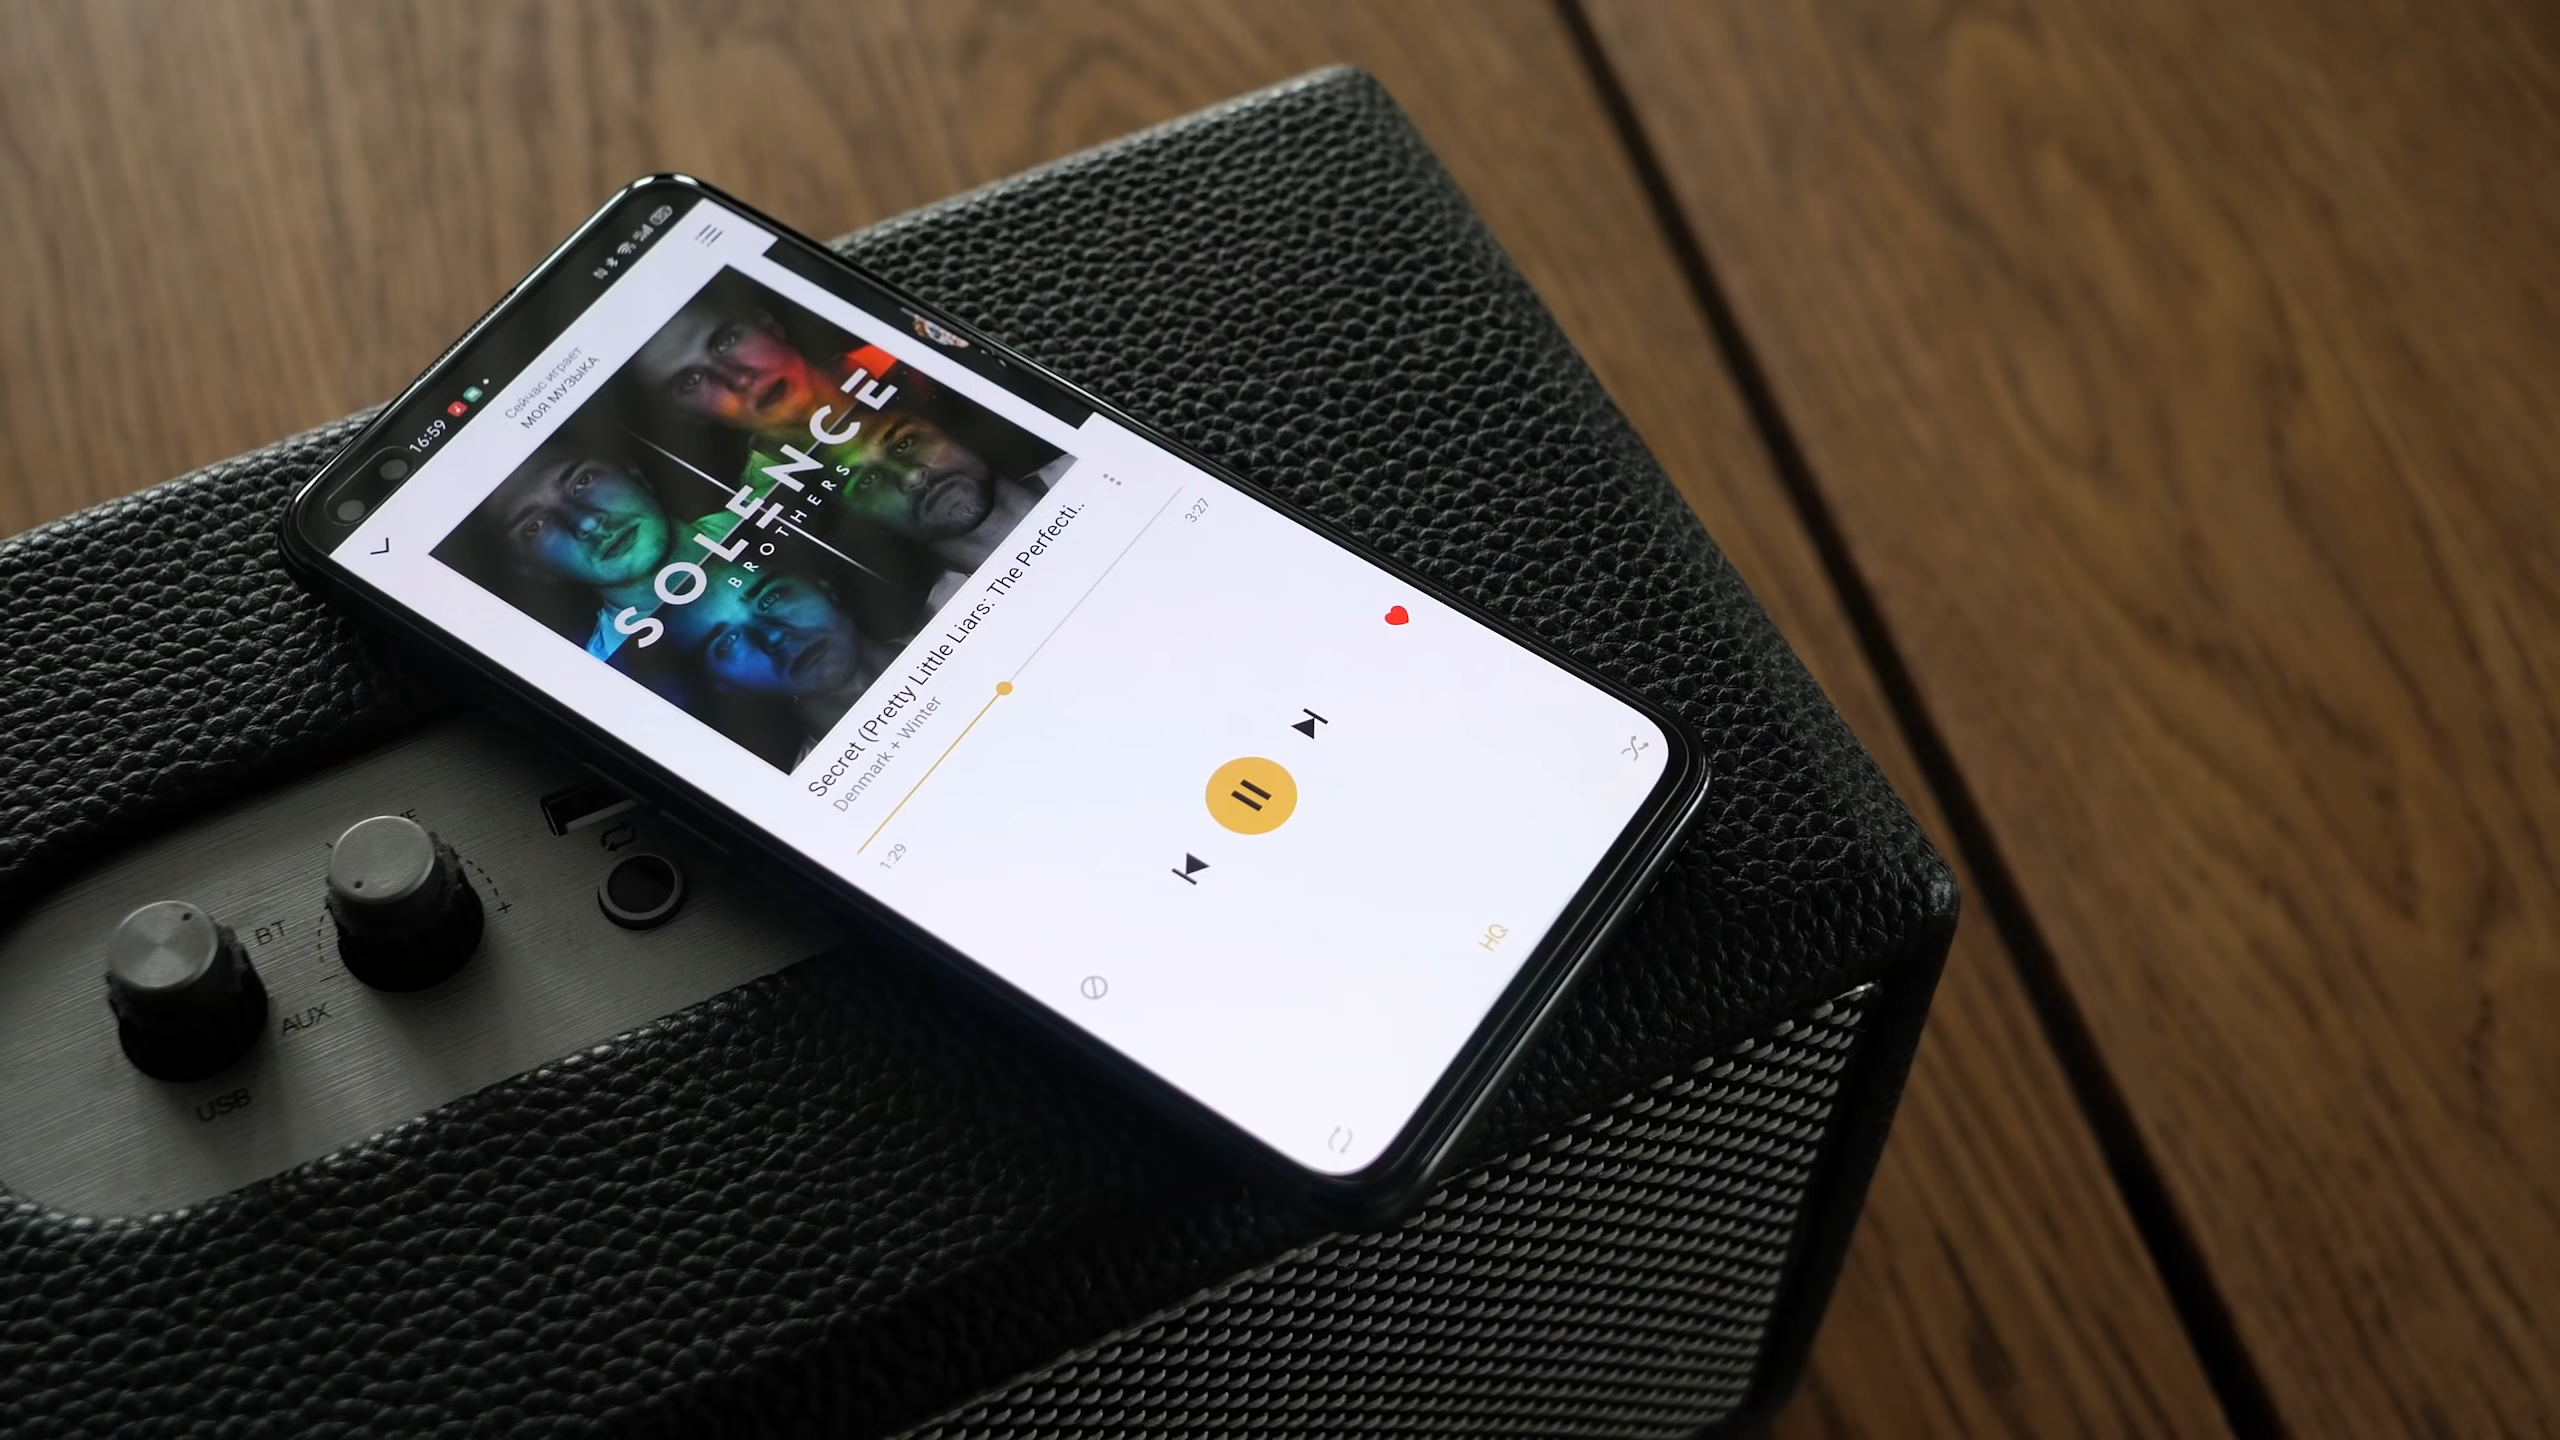 16:59
Сейчас играет
МОЯ МУЗЫКА
SOLENCE
BROTHERS
Secret (Pretty Little Liars: The Perfecti..
Denmark + Winter
1:29
3:27
HQ
BT
AUX
USB